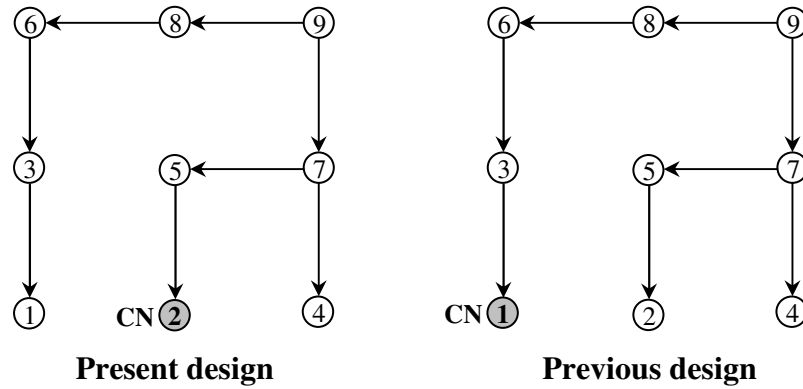 6 8 9 6 8 9
3 5 7 3 5 7
1 CN 2 4 CN 1 2 4
Present design Previous design